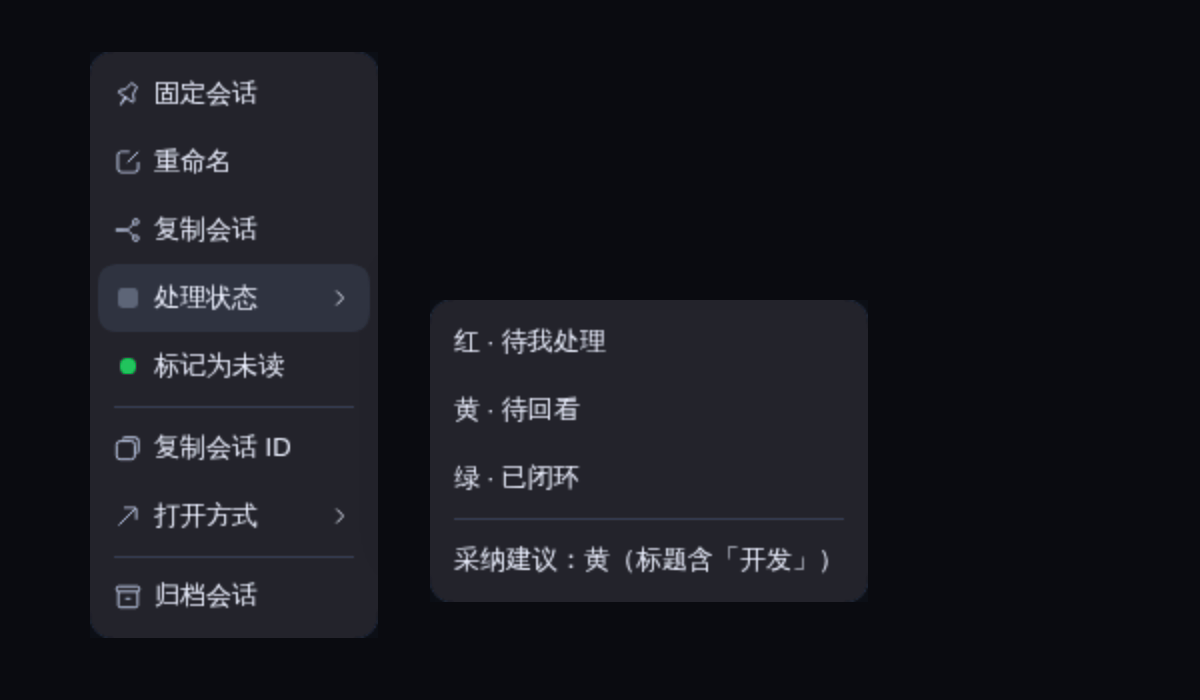 固定会话
重命名
复制会话
处理状态
标记为未读
复制会话 ID
打开方式
归档会话
红 · 待我处理
黄 · 待回看
绿 · 已闭环
采纳建议：黄（标题含「开发」）